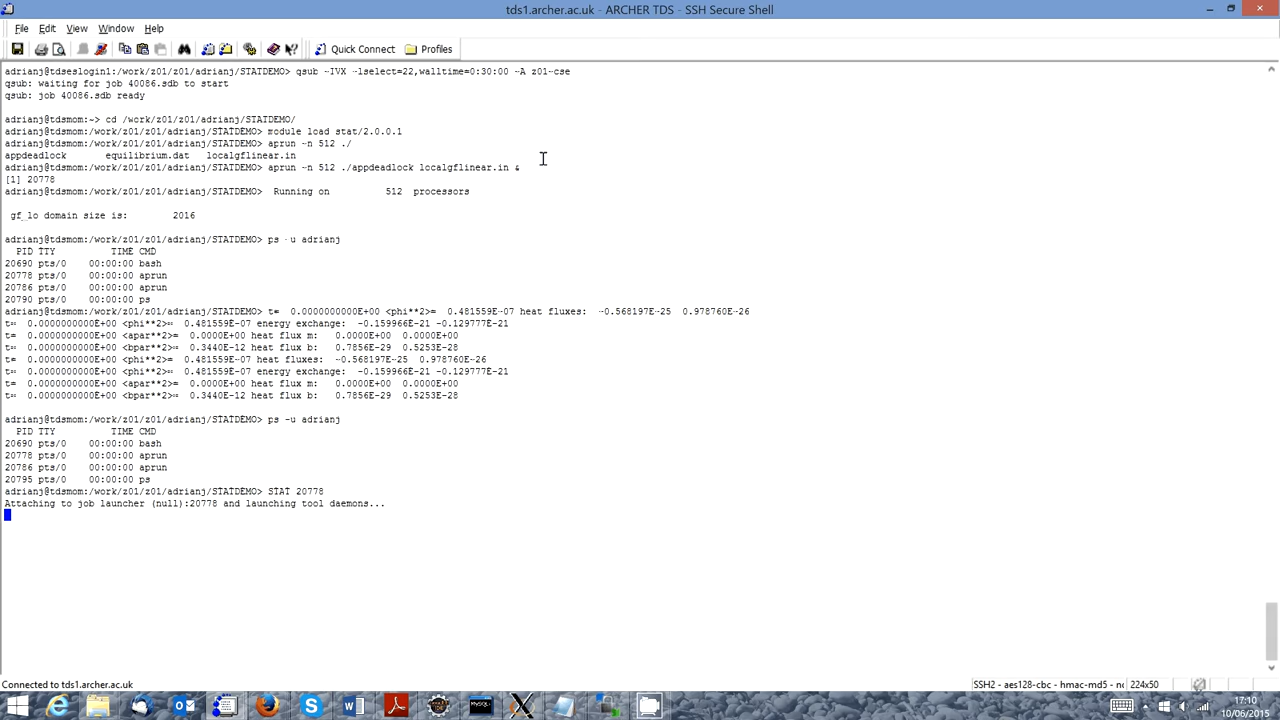 tds1.archer.ac.uk - ARCHER TDS - SSH Secure Shell
File Edit View Window Help
Quick Connect Profiles
adrianj@tdseslogin1:/work/z01/z01/adrianj/STATDEMO> qsub -IVX -lselect=22,walltime=0:30:00 -A z01-cse
qsub: waiting for job 40086.sdb to start
qsub: job 40086.sdb ready
adrianj@tdsmom:~> cd /work/z01/z01/adrianj/STATDEMO/
adrianj@tdsmom:/work/z01/z01/adrianj/STATDEMO> module load stat/2.0.0.1
adrianj@tdsmom:/work/z01/z01/adrianj/STATDEMO> aprun -n 512 ./
appdeadlock equilibrium.dat localgflinear.in
adrianj@tdsmom:/work/z01/z01/adrianj/STATDEMO> aprun -n 512 ./appdeadlock localgflinear.in &
[1] 20778
adrianj@tdsmom:/work/z01/z01/adrianj/STATDEMO> Running on 512 processors
gf_lo domain size is: 2016
adrianj@tdsmom:/work/z01/z01/adrianj/STATDEMO> ps -u adrianj
PID TTY TIME CMD
20690 pts/0 00:00:00 bash
20778 pts/0 00:00:00 aprun
20786 pts/0 00:00:00 aprun
20790 pts/0 00:00:00 ps
adrianj@tdsmom:/work/z01/z01/adrianj/STATDEMO> t= 0.0000000000E+00 <phi**2>= 0.481559E-07 heat fluxes: -0.568197E-25 0.978760E-26
t= 0.0000000000E+00 <phi**2>= 0.481559E-07 energy exchange: -0.159966E-21 -0.129777E-21
t= 0.0000000000E+00 <apar**2>= 0.0000E+00 heat flux m: 0.0000E+00 0.0000E+00
t= 0.0000000000E+00 <bpar**2>= 0.3440E-12 heat flux b: 0.7856E-29 0.5253E-28
t= 0.0000000000E+00 <phi**2>= 0.481559E-07 heat fluxes: -0.568197E-25 0.978760E-26
t= 0.0000000000E+00 <phi**2>= 0.481559E-07 energy exchange: -0.159966E-21 -0.129777E-21
t= 0.0000000000E+00 <apar**2>= 0.0000E+00 heat flux m: 0.0000E+00 0.0000E+00
t= 0.0000000000E+00 <bpar**2>= 0.3440E-12 heat flux b: 0.7856E-29 0.5253E-28
adrianj@tdsmom:/work/z01/z01/adrianj/STATDEMO> ps -u adrianj
PID TTY TIME CMD
20690 pts/0 00:00:00 bash
20778 pts/0 00:00:00 aprun
20786 pts/0 00:00:00 aprun
20795 pts/0 00:00:00 ps
adrianj@tdsmom:/work/z01/z01/adrianj/STATDEMO> STAT 20778
Attaching to job launcher (null):20778 and launching tool daemons...
Connected to tds1.archer.ac.uk SSH2 - aes128-cbc - hmac-md5 - nc 224x50
17:10
10/06/2015